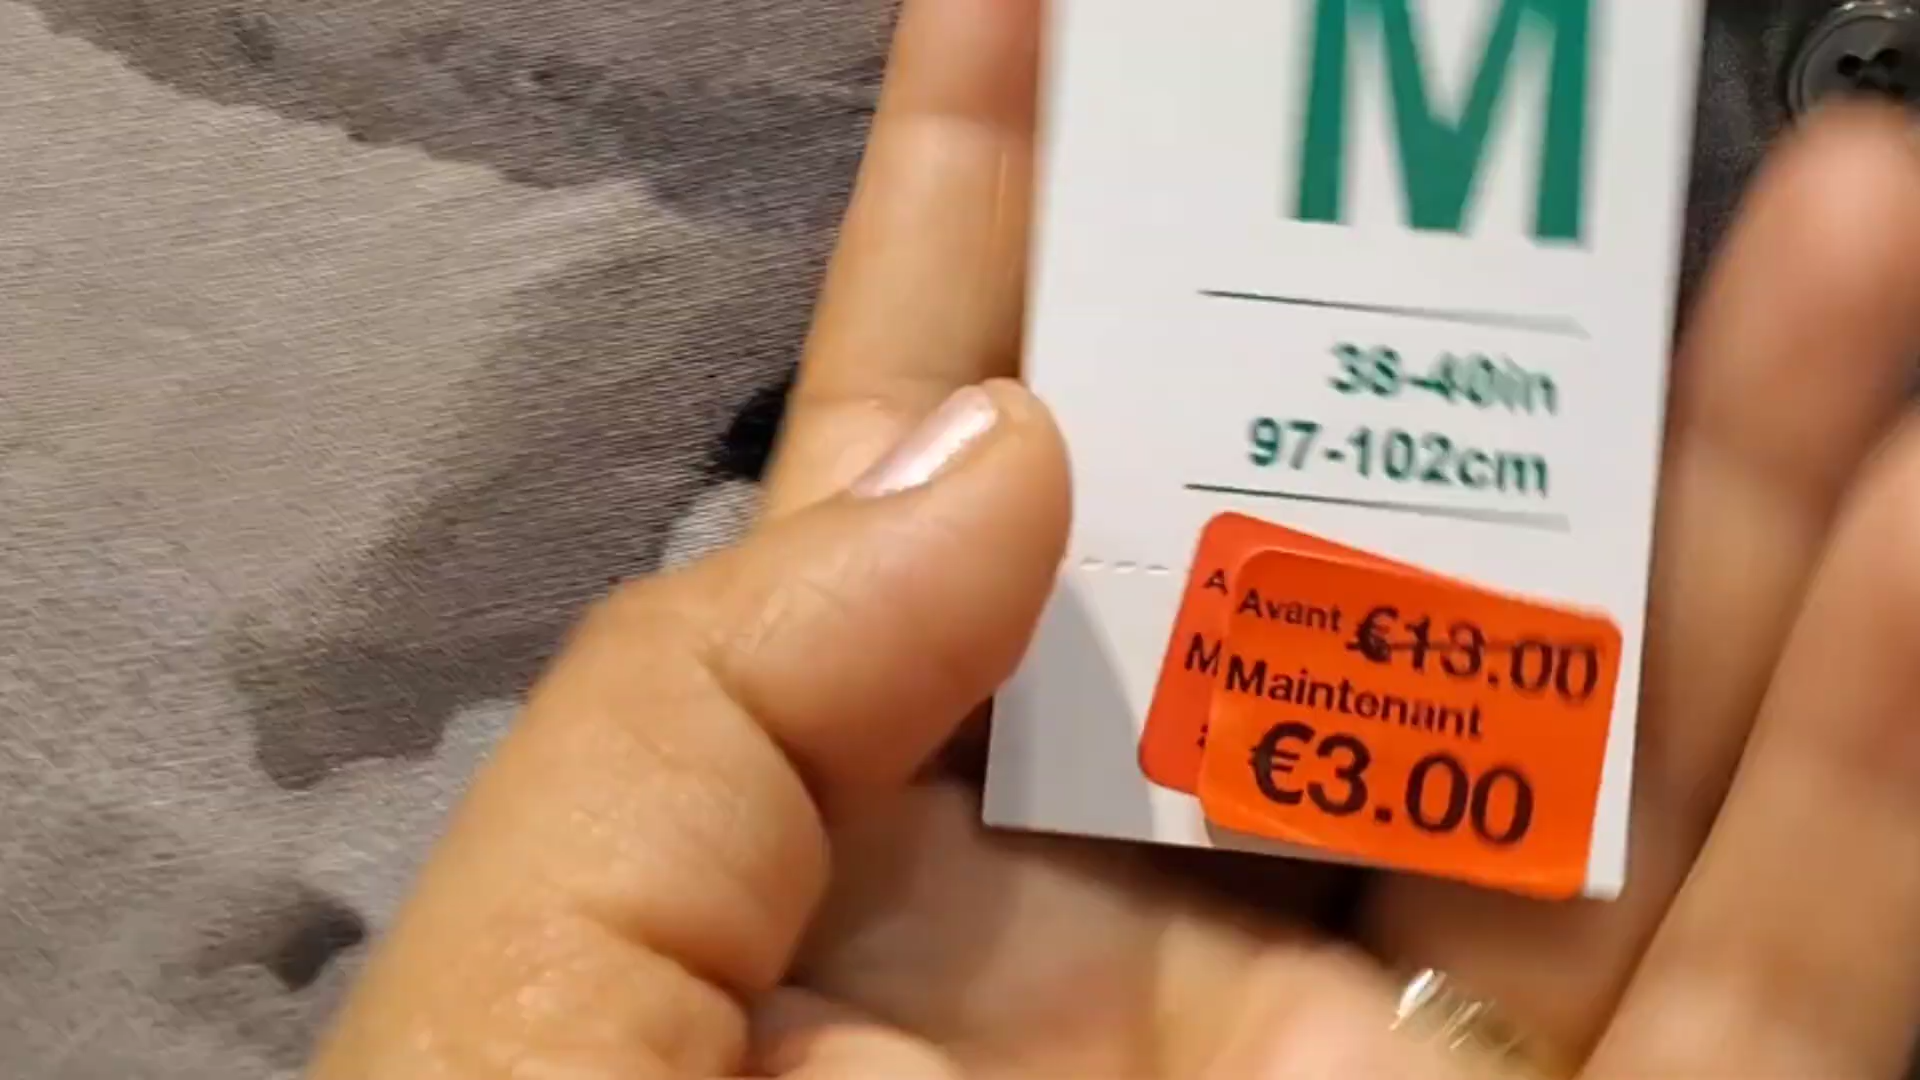 M
38-40in
97-102cm
A
M
Avant €13.00
Maintenant
€3.00